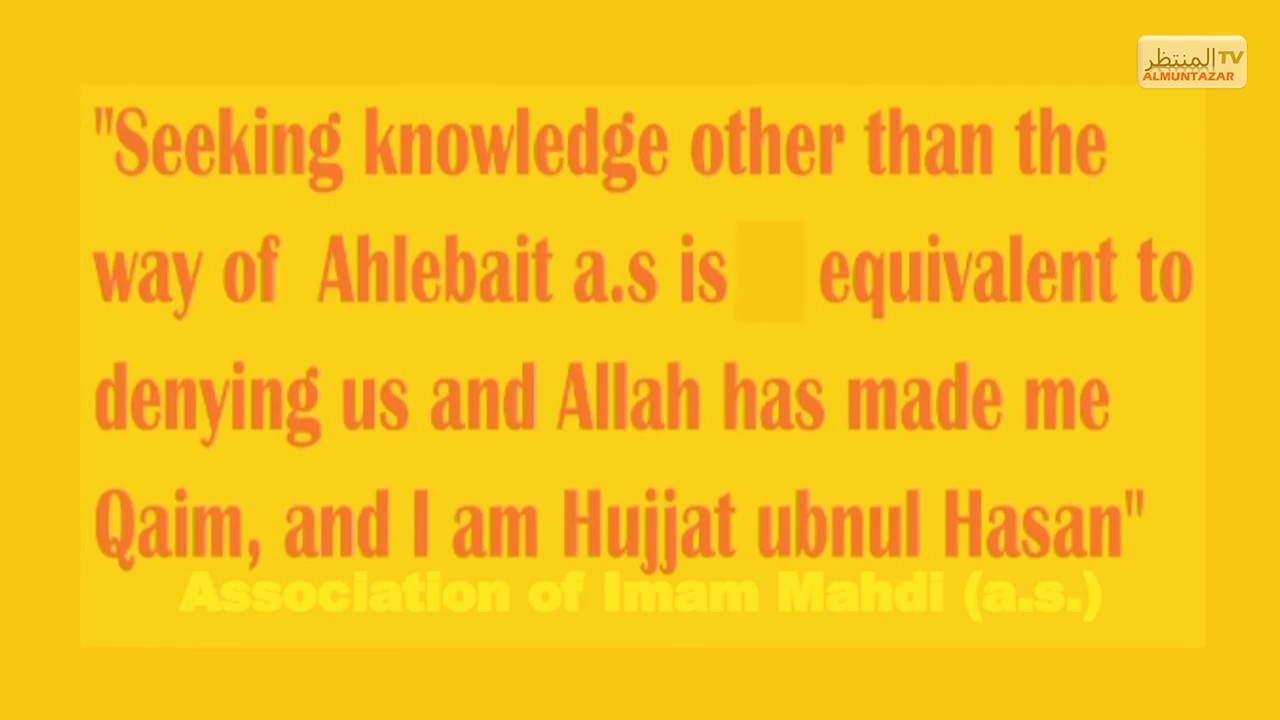 المنتظر TV
ALMUNTAZAR
"Seeking knowledge other than the
way of Ahlebait a.s is equivalent to
denying us and Allah has made me
Qaim, and I am Hujjat ubnul Hasan"
Association of Imam Mahdi (a.s.)